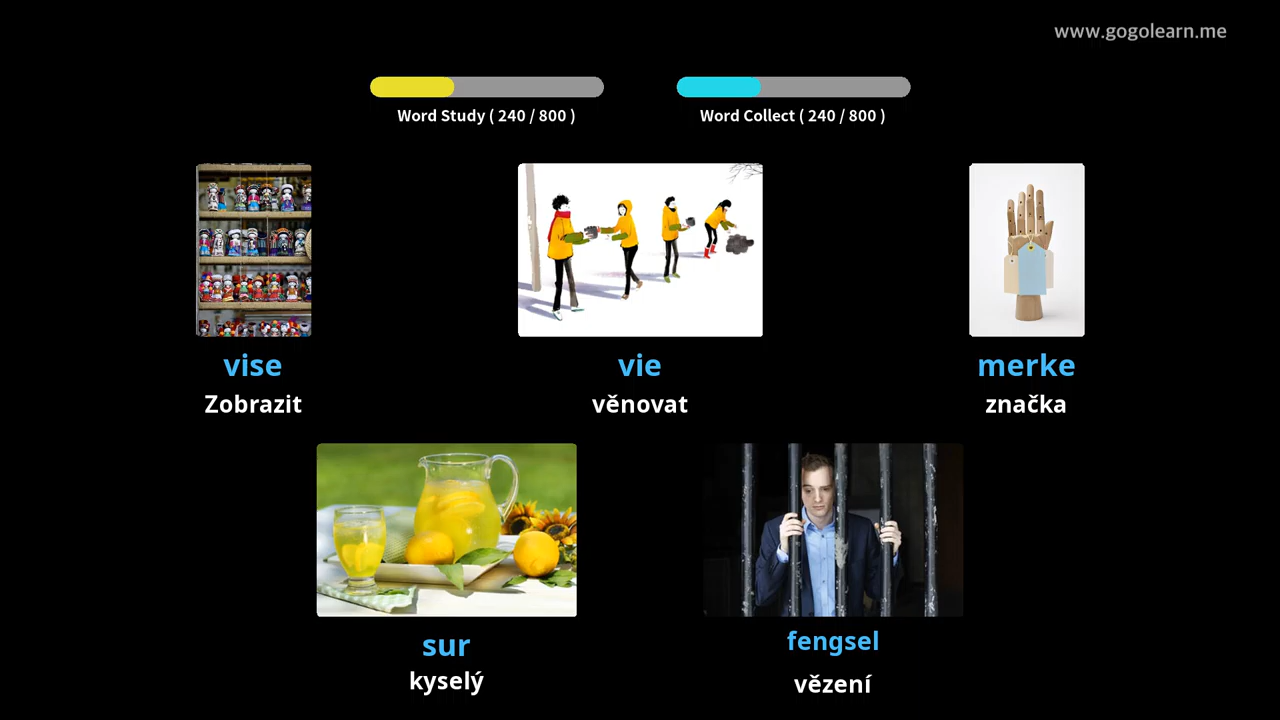 www.gogolearn.me
Word Study ( 240 / 800 )
Word Collect ( 240 / 800 )
vise
Zobrazit
vie
věnovat
merke
značka
sur
kyselý
fengsel
vězení